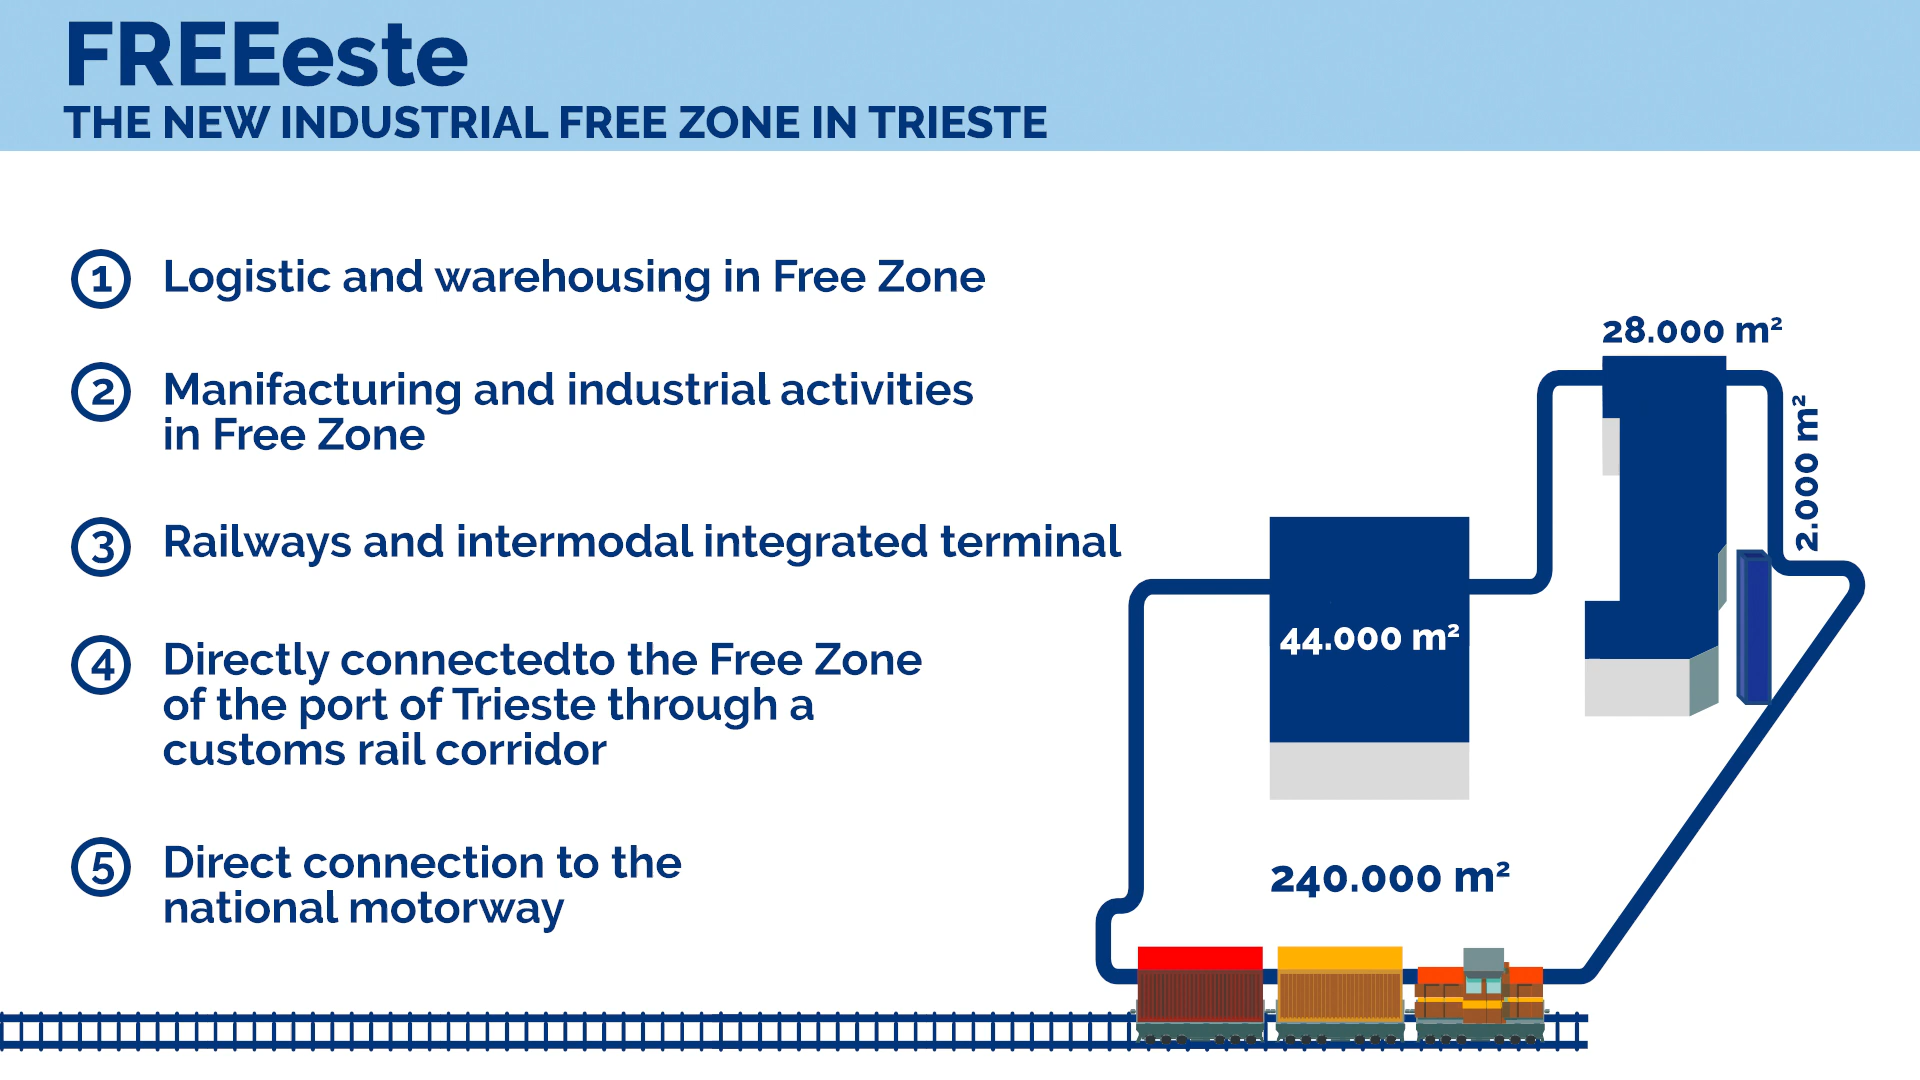 FREEeste
THE NEW INDUSTRIAL FREE ZONE IN TRIESTE
1 Logistic and warehousing in Free Zone
2 Manifacturing and industrial activities
in Free Zone
3 Railways and intermodal integrated terminal
4 Directly connectedto the Free Zone
of the port of Trieste through a
customs rail corridor
5 Direct connection to the
national motorway
28.000 m²
2.000 m²
44.000 m²
240.000 m²